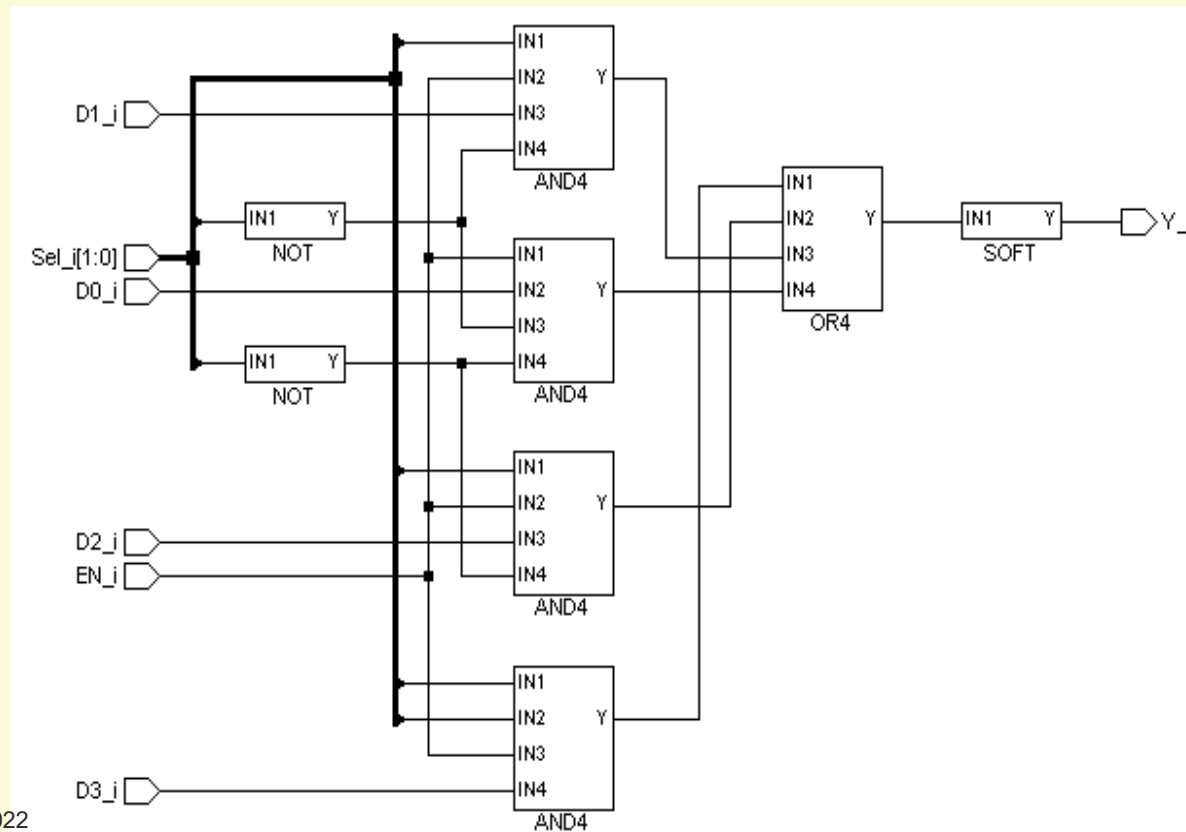 IN1
IN2 Y
D1_i IN3
IN4
AND4
IN1 Y
NOT
Sel_i[1:0]
D0_i
IN1
IN2 Y
IN3
IN4
AND4
IN1 Y
NOT
IN1
IN2
IN3
IN4
Y
OR4
IN1 Y
SOFT
Y_
IN1
IN2 Y
D2_i IN3
EN_i IN4
AND4
IN1
IN2 Y
IN3
D3_i IN4
AND4